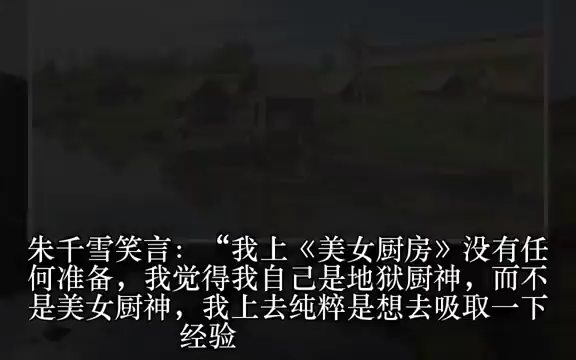 朱千雪笑言：“我上《美女厨房》没有任
何准备，我觉得我自己是地狱厨神，而不
是美女厨神，我上去纯粹是想去吸取一下
经验